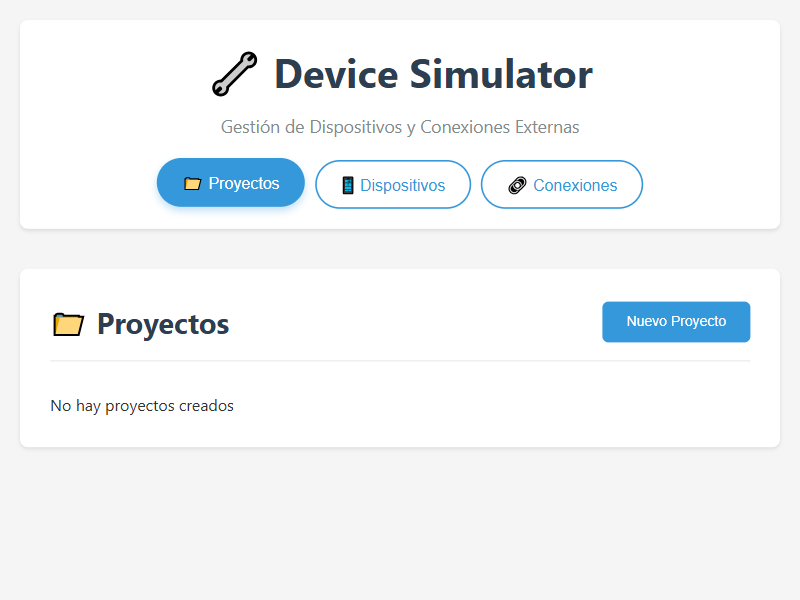 Device Simulator
Gestión de Dispositivos y Conexiones Externas
Proyectos
Dispositivos
Conexiones
Proyectos
Nuevo Proyecto
No hay proyectos creados